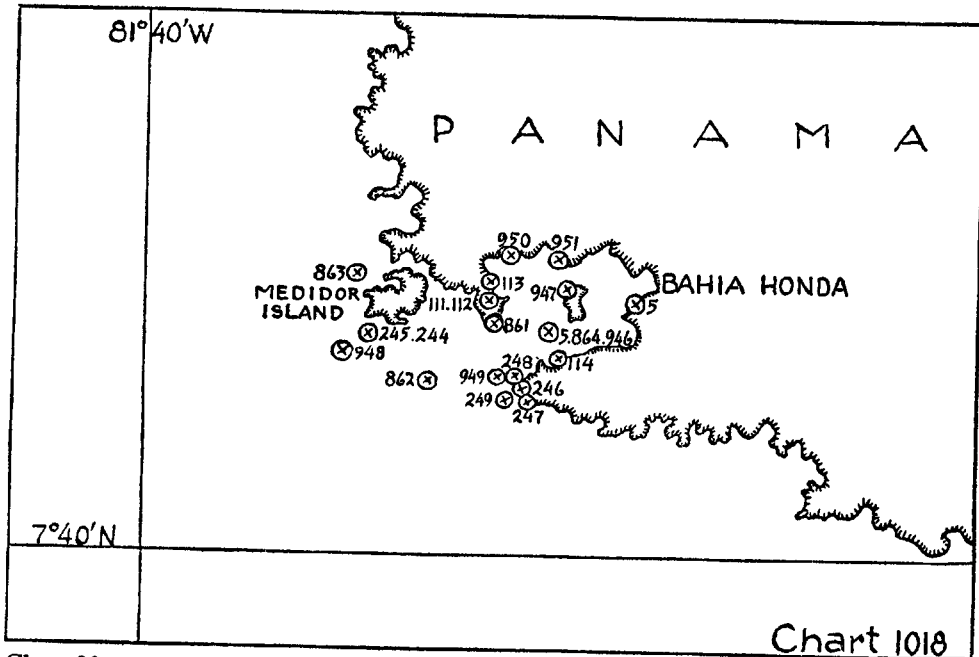 81°40'W
PANAMA
950 951
863 113 947 BAHIA HONDA
MEDIDOR 111.112 5
ISLAND 861
245.244 5.864.946
948 114
862 949 248
246
249 247
7°40'N
Chart 1018